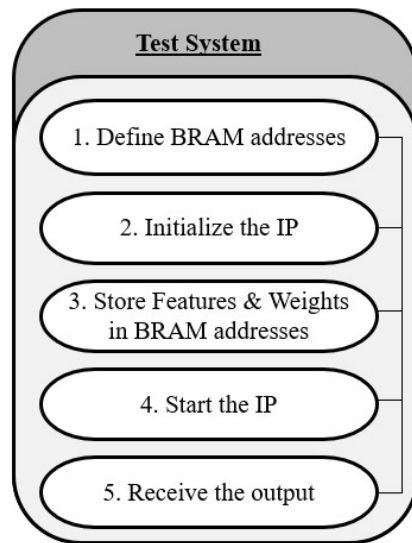 Test System
1. Define BRAM addresses
2. Initialize the IP
3. Store Features & Weights
in BRAM addresses
4. Start the IP
5. Receive the output